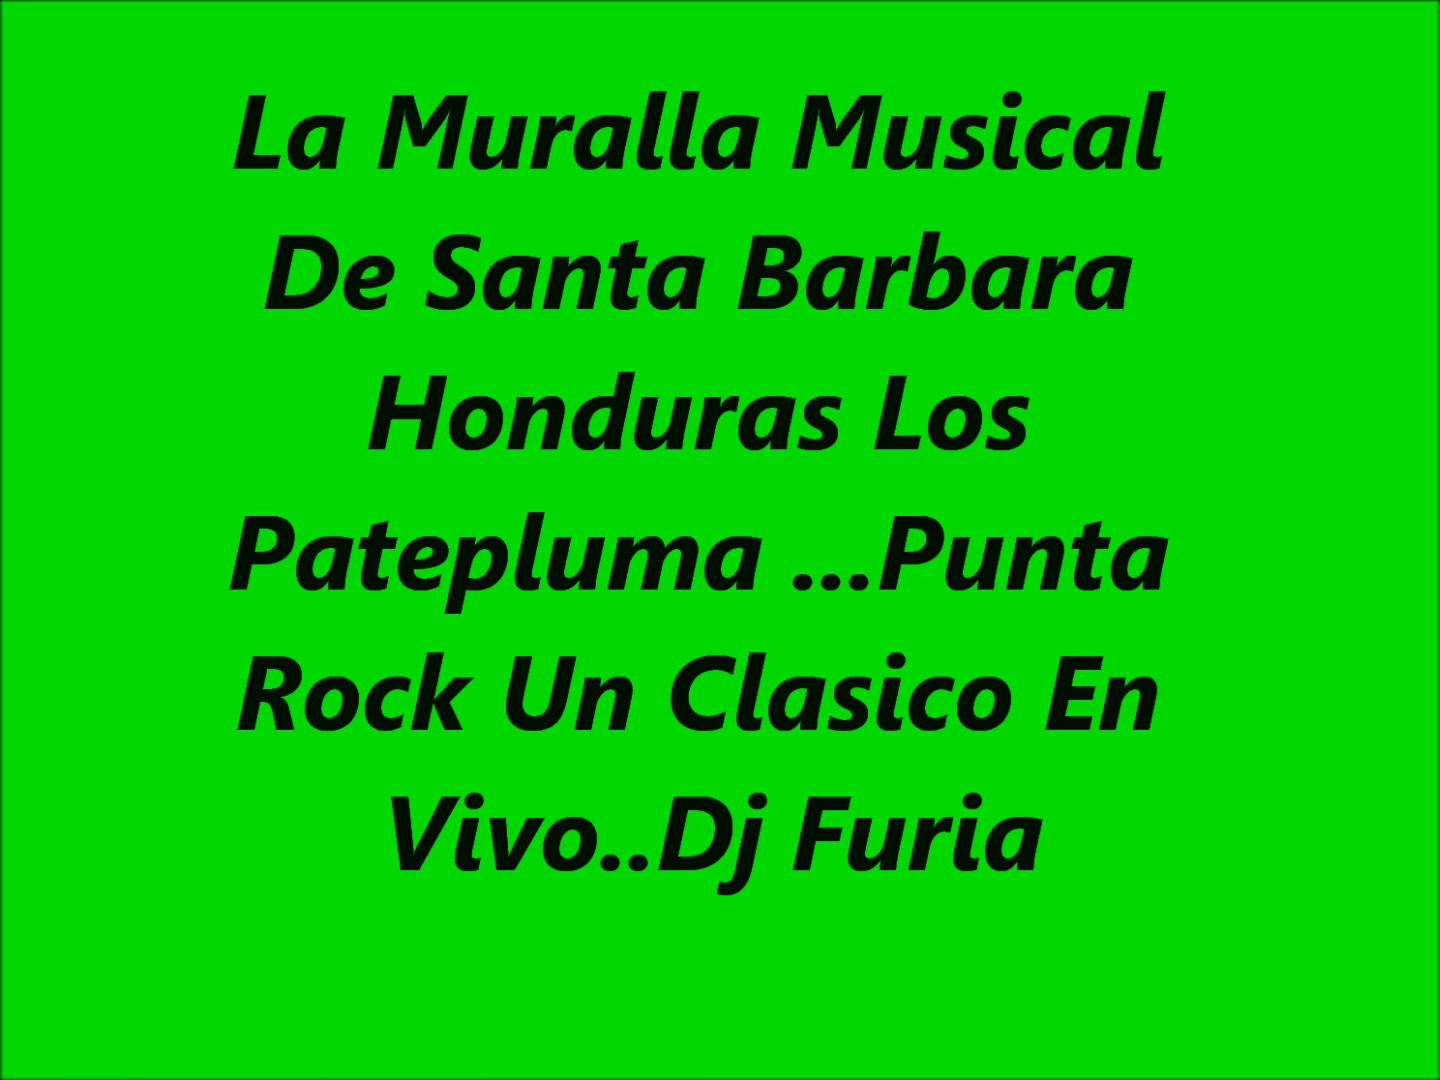 La Muralla Musical
De Santa Barbara
Honduras Los
Patepluma ...Punta
Rock Un Clasico En
Vivo..Dj Furia